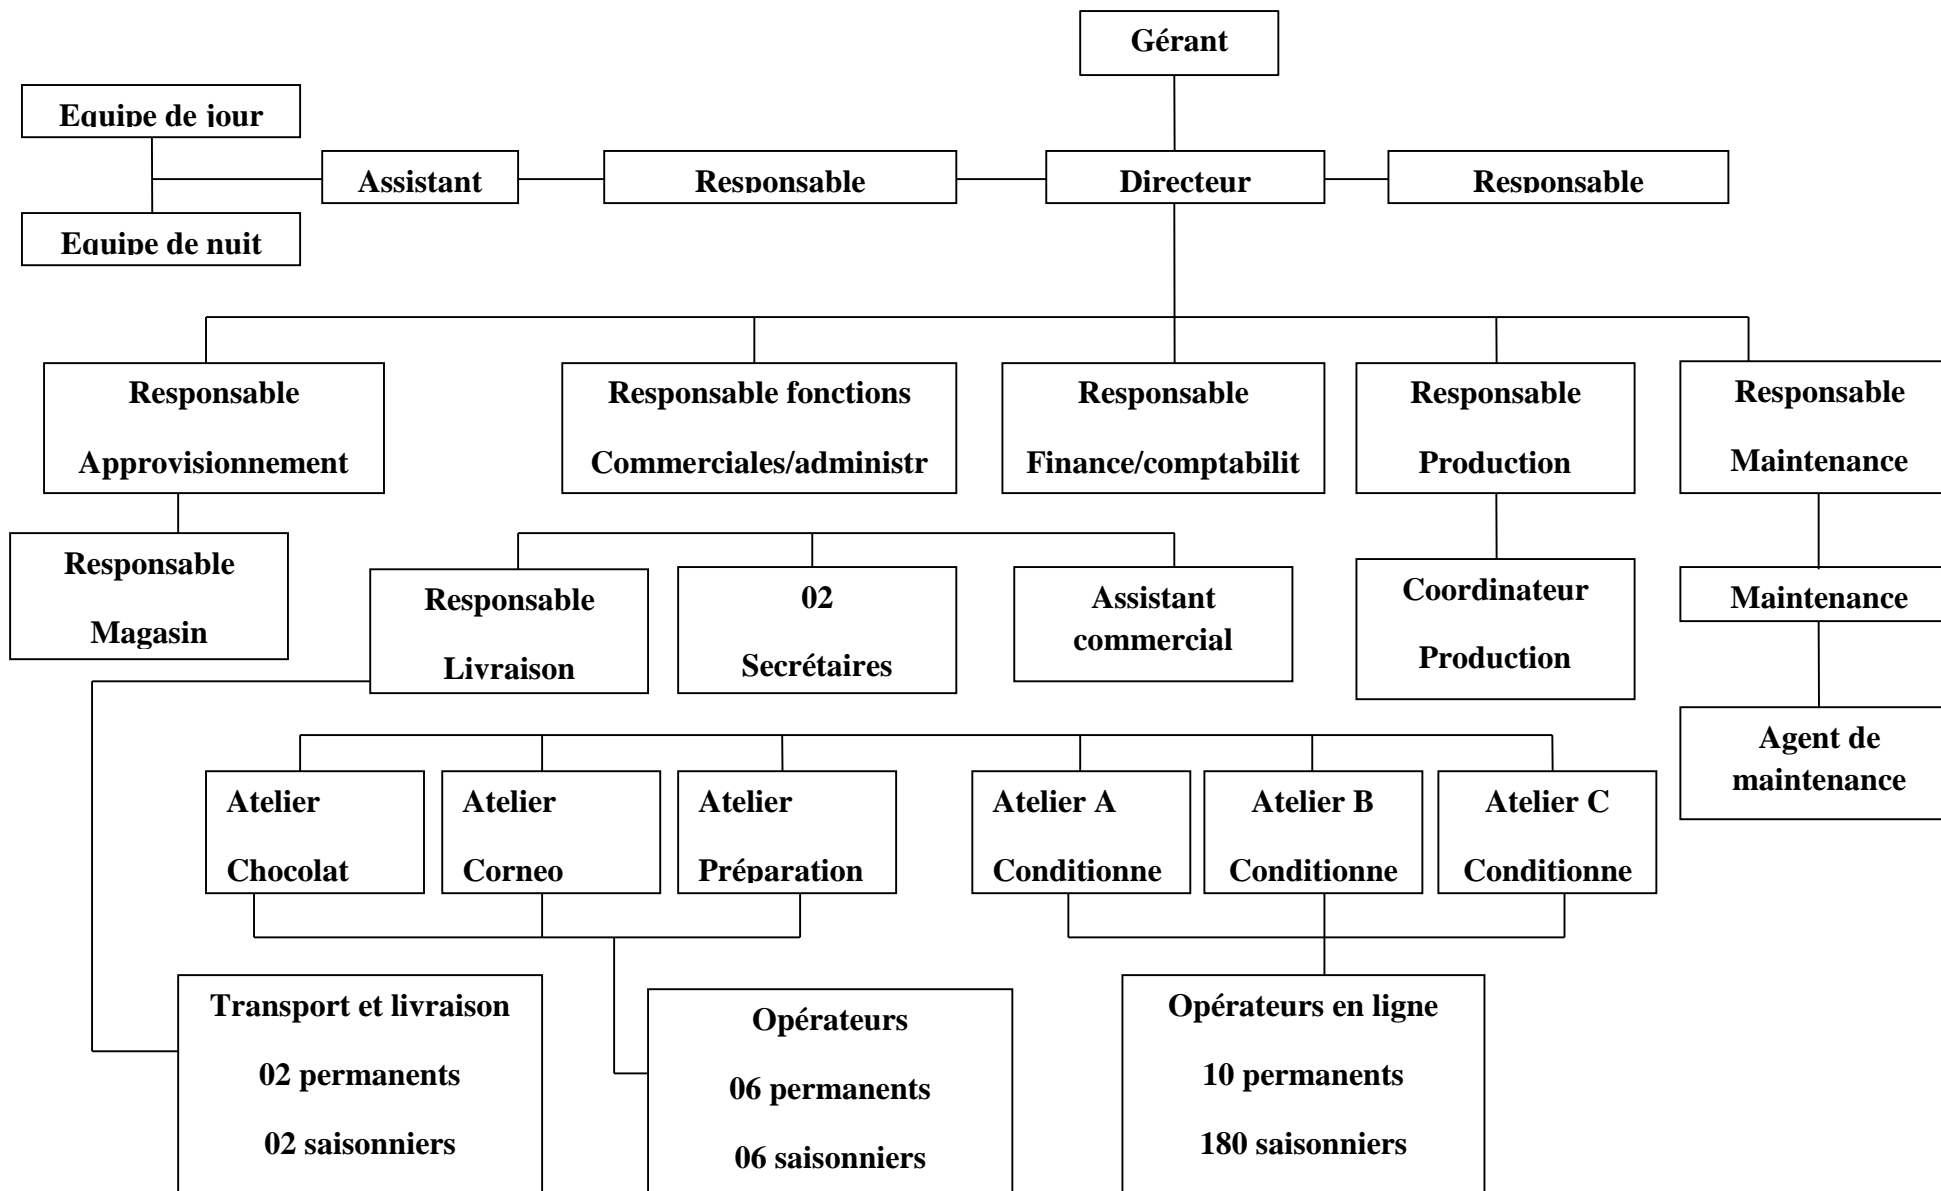 Gérant
Equipe de jour
Assistant
Responsable
Directeur
Responsable
Equipe de nuit
Responsable
Approvisionnement
Responsable fonctions
Commerciales/administr
Responsable
Finance/comptabilit
Responsable
Production
Responsable
Maintenance
Responsable
Magasin
Responsable
Livraison
02
Secrétaires
Assistant
commercial
Coordinateur
Production
Maintenance
Agent de
maintenance
Atelier
Chocolat
Atelier
Corneo
Atelier
Préparation
Atelier A
Conditionne
Atelier B
Conditionne
Atelier C
Conditionne
Transport et livraison
02 permanents
02 saisonniers
Opérateurs
06 permanents
06 saisonniers
Opérateurs en ligne
10 permanents
180 saisonniers